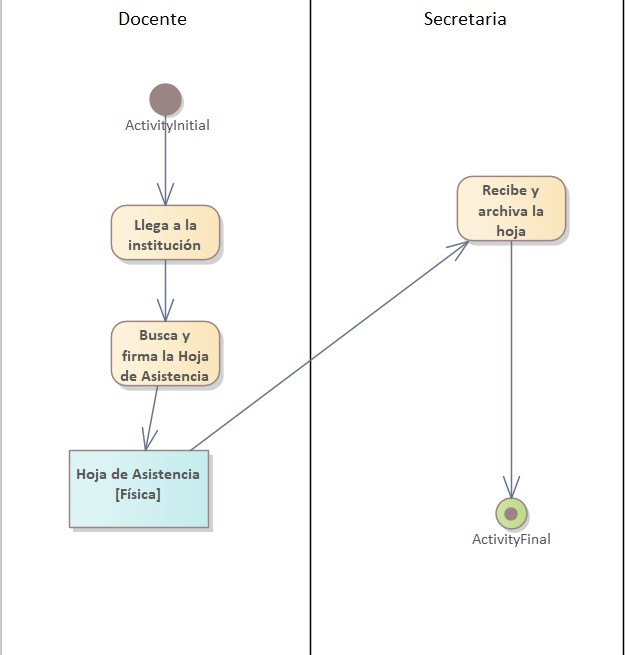 Docente
Secretaria
ActivityInitial
Llega a la
institución
Busca y
firma la Hoja
de Asistencia
Hoja de Asistencia
[Física]
Recibe y
archiva la
hoja
ActivityFinal